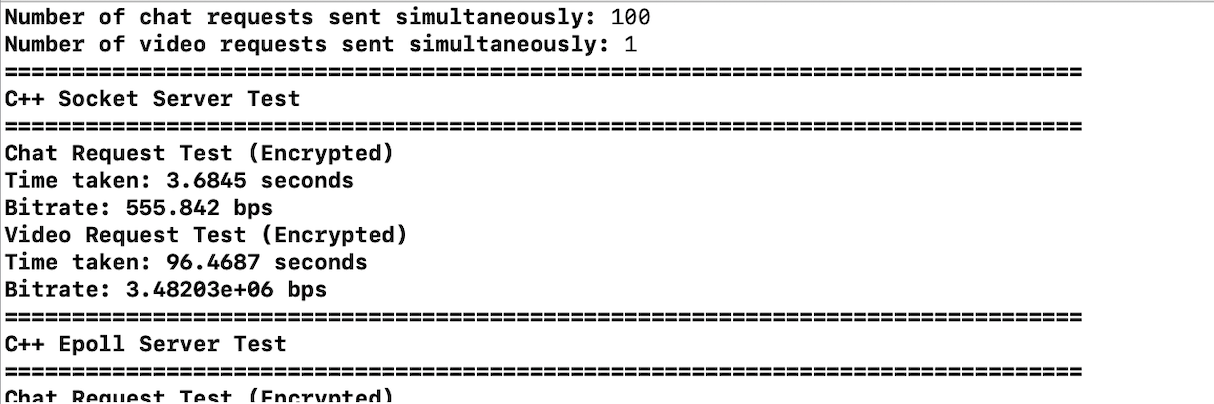 Number of chat requests sent simultaneously: 100
Number of video requests sent simultaneously: 1
================================================================================
C++ Socket Server Test
================================================================================
Chat Request Test (Encrypted)
Time taken: 3.6845 seconds
Bitrate: 555.842 bps
Video Request Test (Encrypted)
Time taken: 96.4687 seconds
Bitrate: 3.48203e+06 bps
================================================================================
C++ Epoll Server Test
================================================================================
Chat Request Test (Encrypted)